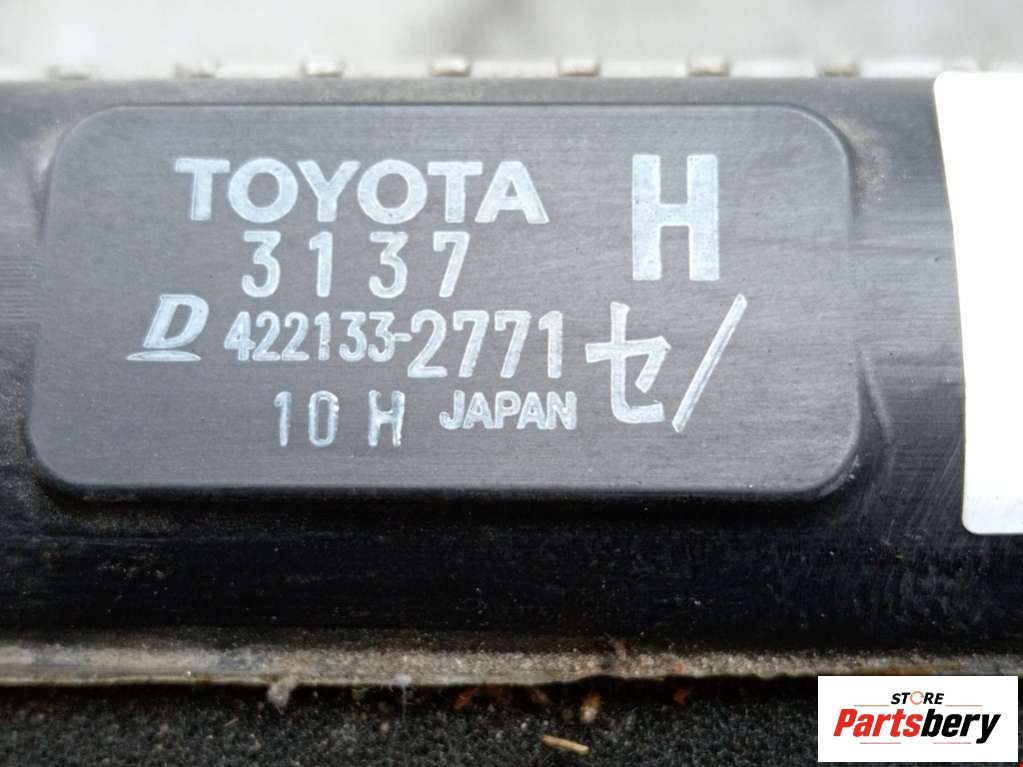 TOYOTA
H
3137
D 422133-2771
セ/
10 H JAPAN
STORE
Partsbery